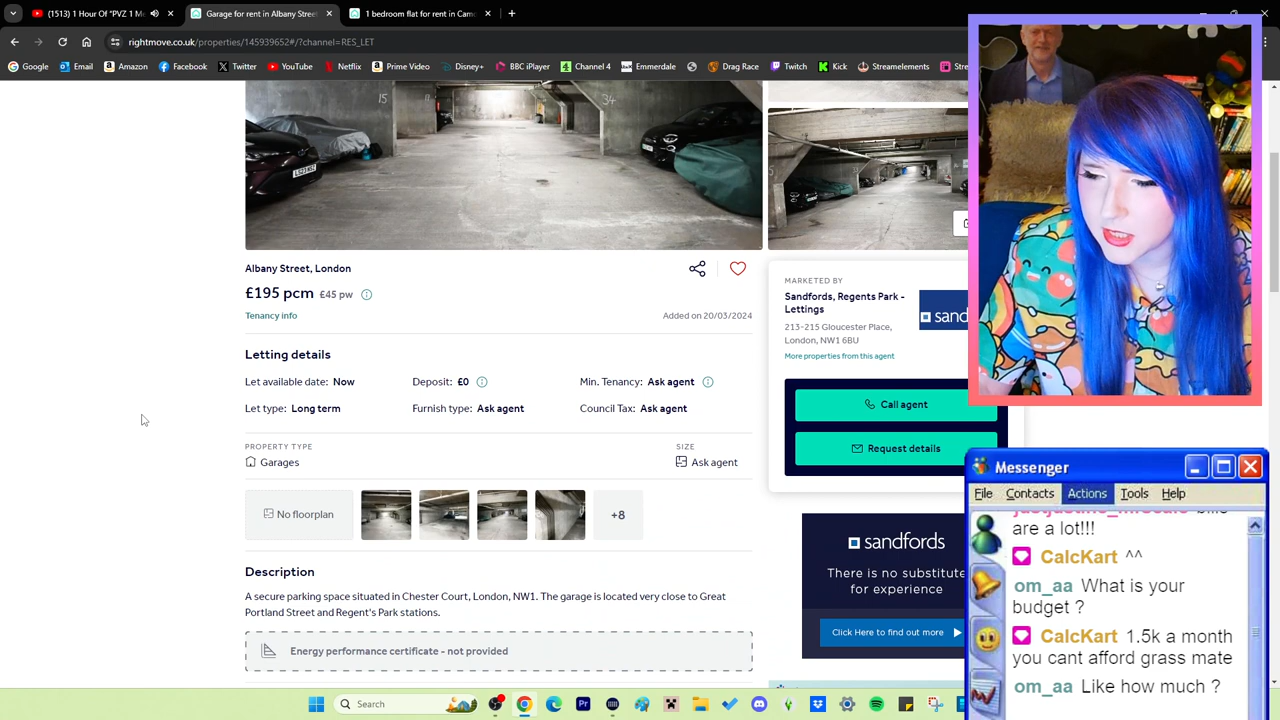 (1513) 1 Hour Of "PVZ 1 M
Garage for rent in Albany Street
1 bedroom flat for rent in Cam
rightmove.co.uk/properties/145939652#/?channel=RES_LET
Google Email Amazon Facebook Twitter YouTube Netflix Prime Video Disney+ BBC iPlayer Channel 4 Emmerdale Drag Race Twitch Kick Streamelements
15
34
Albany Street, London
£195 pcm £45 pw
Tenancy info
Added on 20/03/2024
Letting details
Let available date: Now Deposit: £0 Min. Tenancy: Ask agent
Let type: Long term Furnish type: Ask agent Council Tax: Ask agent
PROPERTY TYPE
Garages
SIZE
Ask agent
No floorplan
+8
Description
A secure parking space situated in Chester Court, London, NW1. The garage is located very close to Great
Portland Street and Regent's Park stations.
Energy performance certificate - not provided
MARKETED BY
Sandfords, Regents Park -
Lettings
213-215 Gloucester Place,
London, NW1 6BU
More properties from this agent
sand
Call agent
Request details
sandfords
There is no substitute
for experience
Click Here to find out more
Messenger
File Contacts Actions Tools Help
are a lot!!!
CalcKart ^^
om_aa What is your
budget ?
CalcKart 1.5k a month
you cant afford grass mate
om_aa Like how much ?
Search